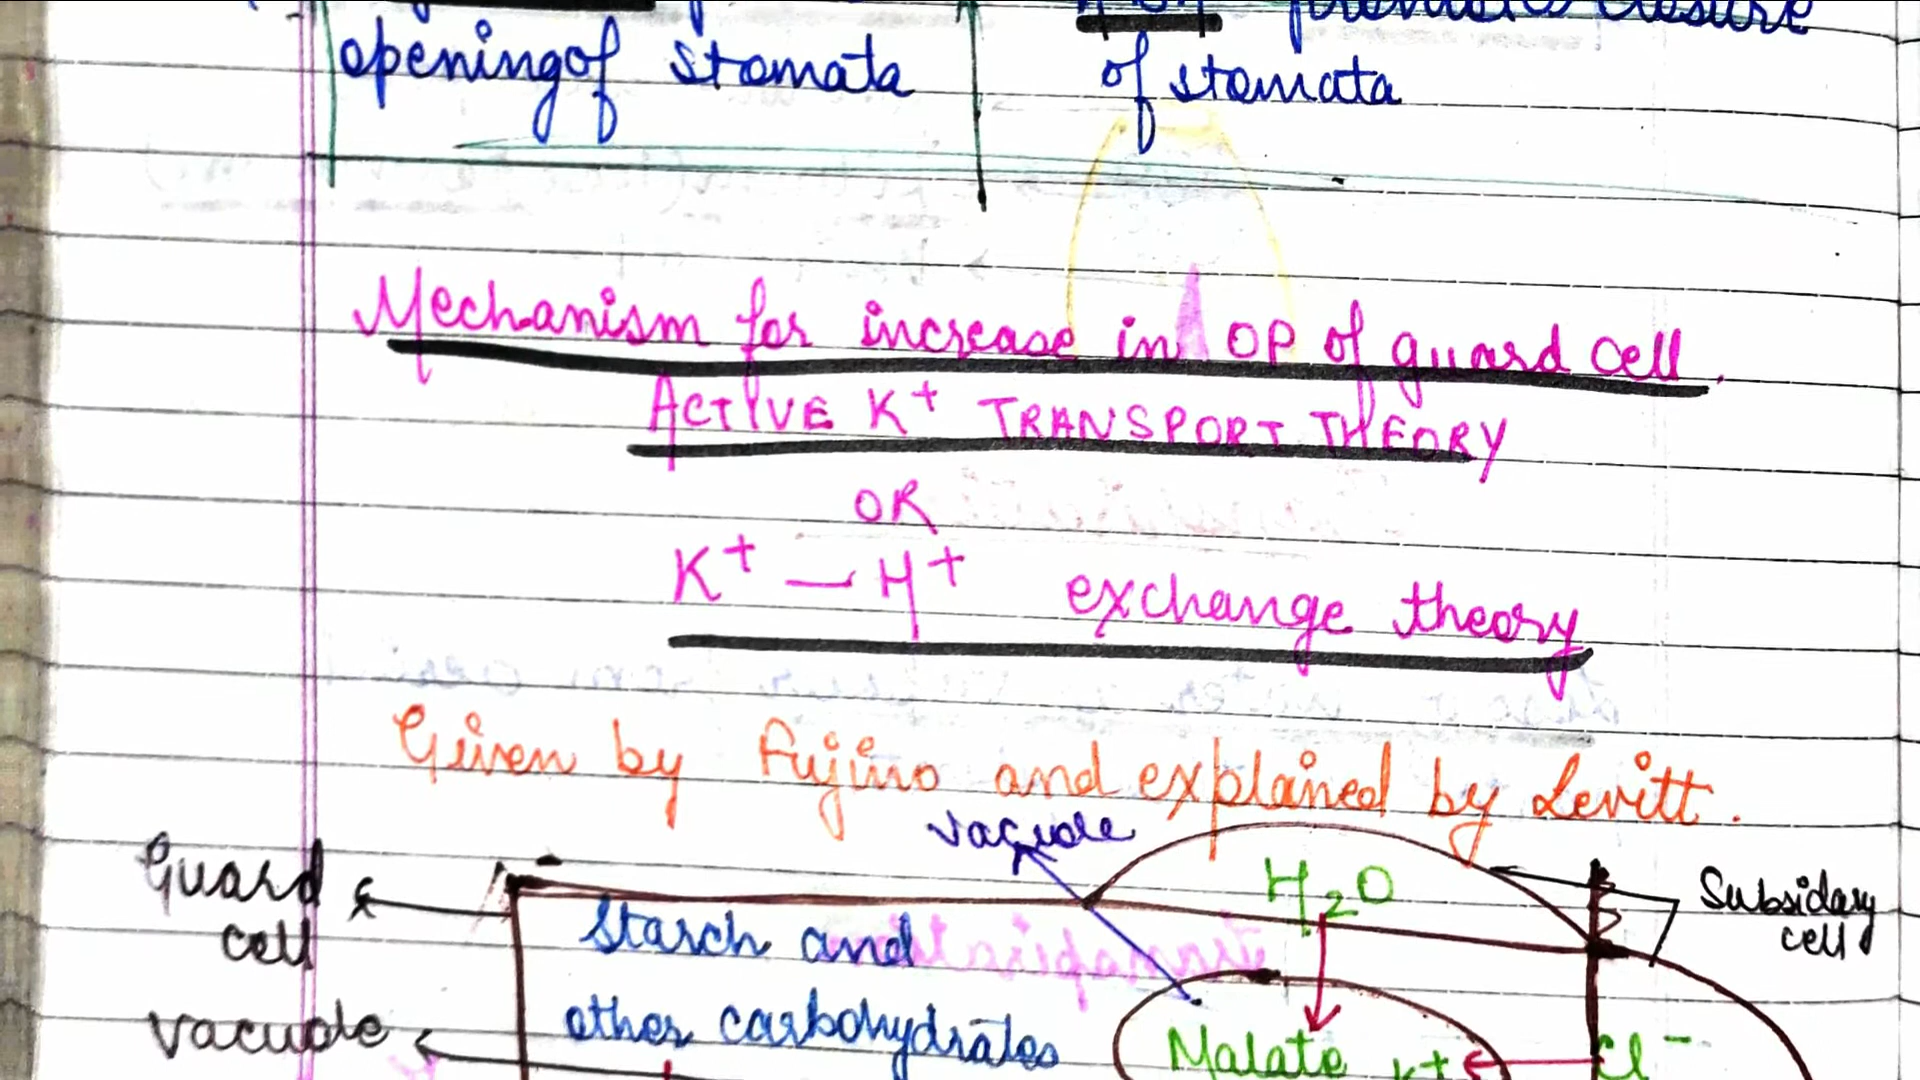 opening of stomata
closure
of stomata
Mechanism for increase in OP of guard cell.
ACTIVE K+ TRANSPORT THEORY
OR
K+ — H+ exchange theory
Given by Fujino and explained by Levitt.
vacuole
Guard cell
H2O
Subsidary cell
Starch and
other carbohydrates
vacuole
Malate K+
Cl-